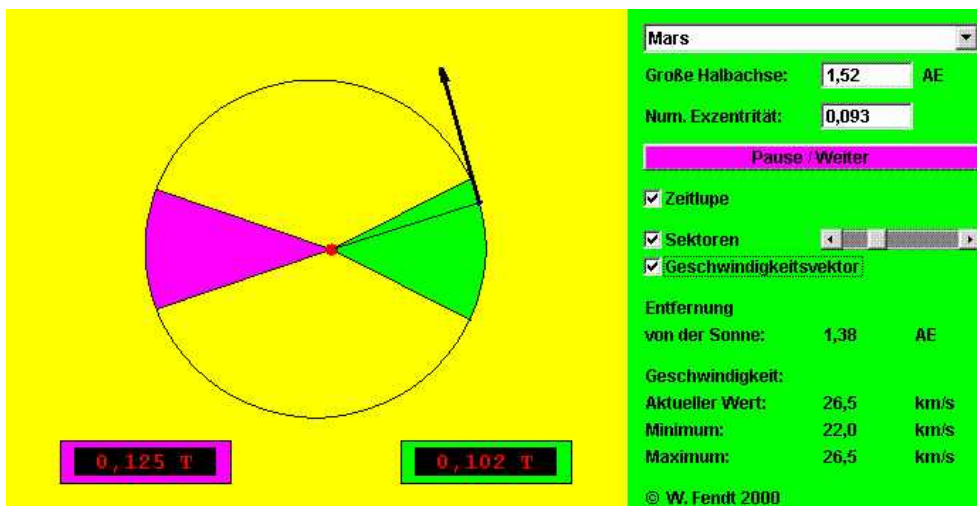 Mars
Große Halbachse: 1,52 AE
Num. Exzentrität: 0,093
Pause / Weiter
Zeitlupe
Sektoren
Geschwindigkeitsvektor
Entfernung
von der Sonne: 1,38 AE
Geschwindigkeit:
Aktueller Wert: 26,5 km/s
Minimum: 22,0 km/s
Maximum: 26,5 km/s
© W. Fendt 2000
0,125 T
0,102 T